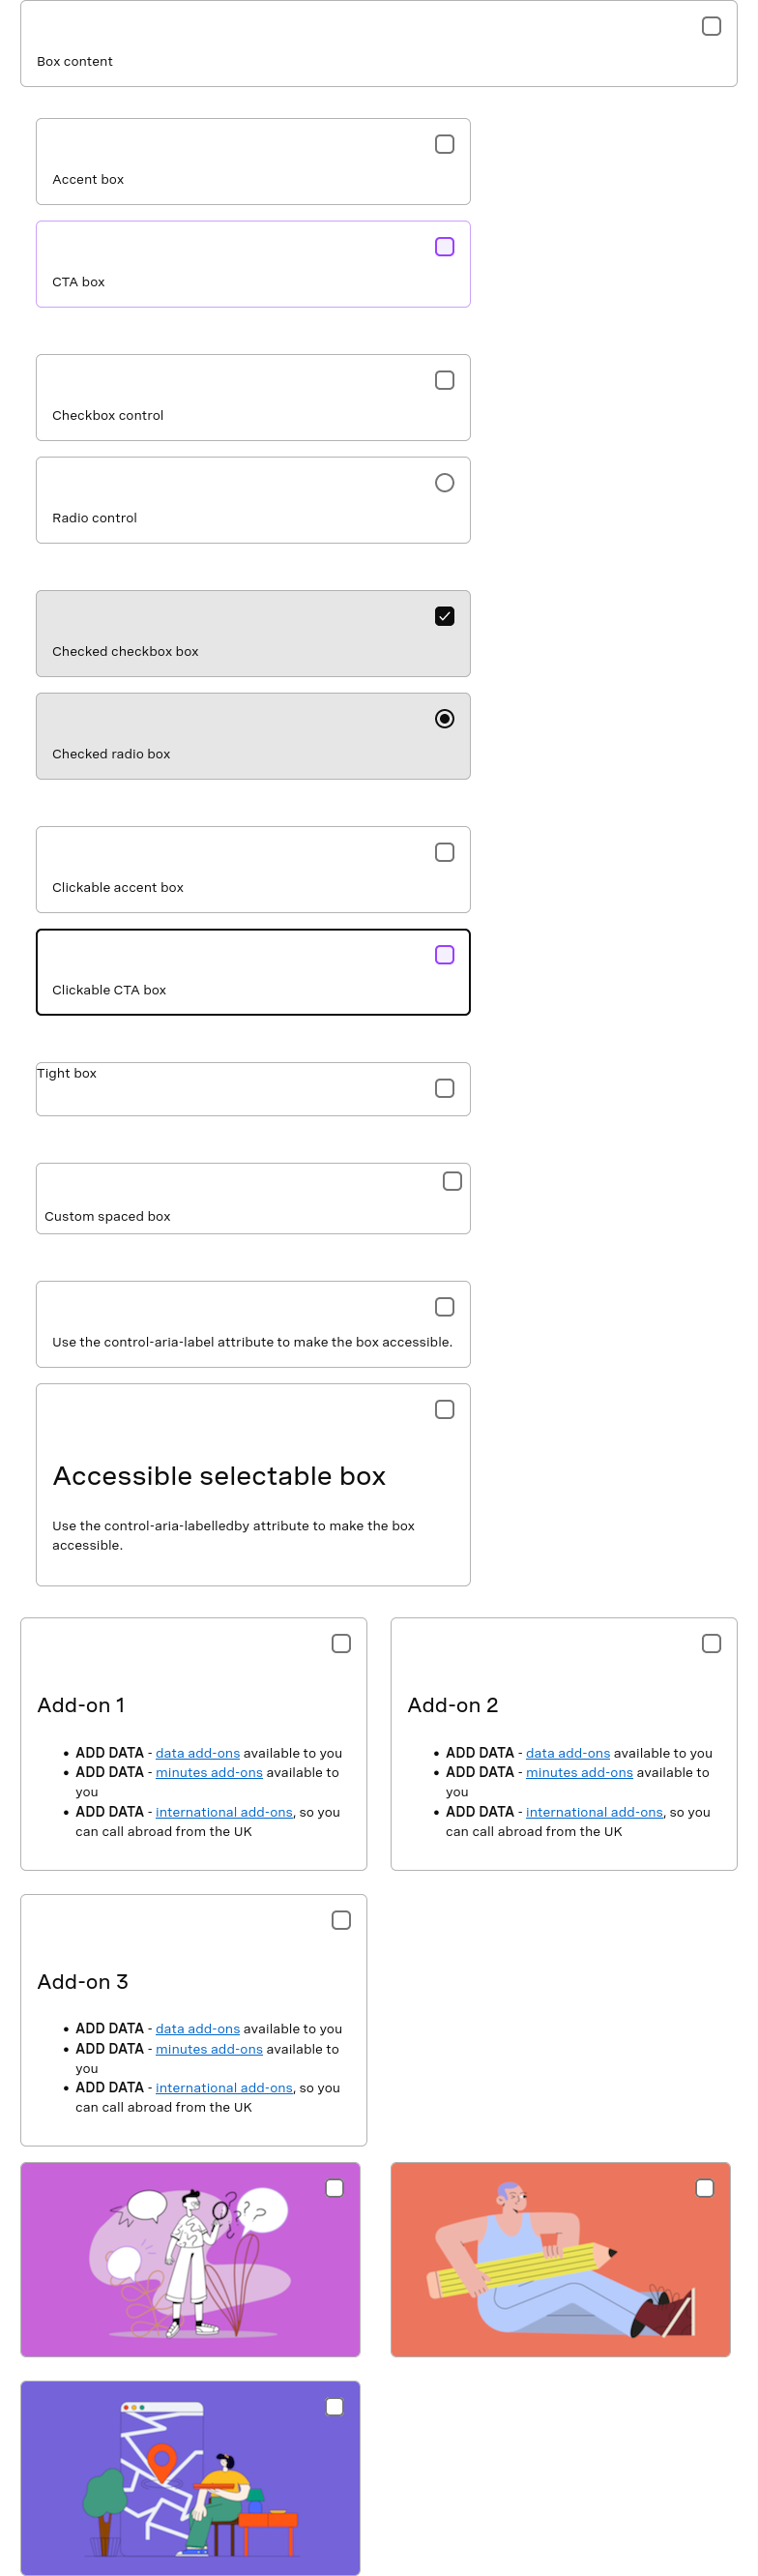 Box content
Accent box
CTA box
Checkbox control
Radio control
Checked checkbox box
Checked radio box
Clickable accent box
Clickable CTA box
Tight box
Custom spaced box
Use the control-aria-label attribute to make the box accessible.
Accessible selectable box
Use the control-aria-labelledby attribute to make the box
accessible.
Add-on 1
• ADD DATA - data add-ons available to you
• ADD DATA - minutes add-ons available to
you
• ADD DATA - international add-ons, so you
can call abroad from the UK
Add-on 2
• ADD DATA - data add-ons available to you
• ADD DATA - minutes add-ons available to
you
• ADD DATA - international add-ons, so you
can call abroad from the UK
Add-on 3
• ADD DATA - data add-ons available to you
• ADD DATA - minutes add-ons available to
you
• ADD DATA - international add-ons, so you
can call abroad from the UK
? ? ?